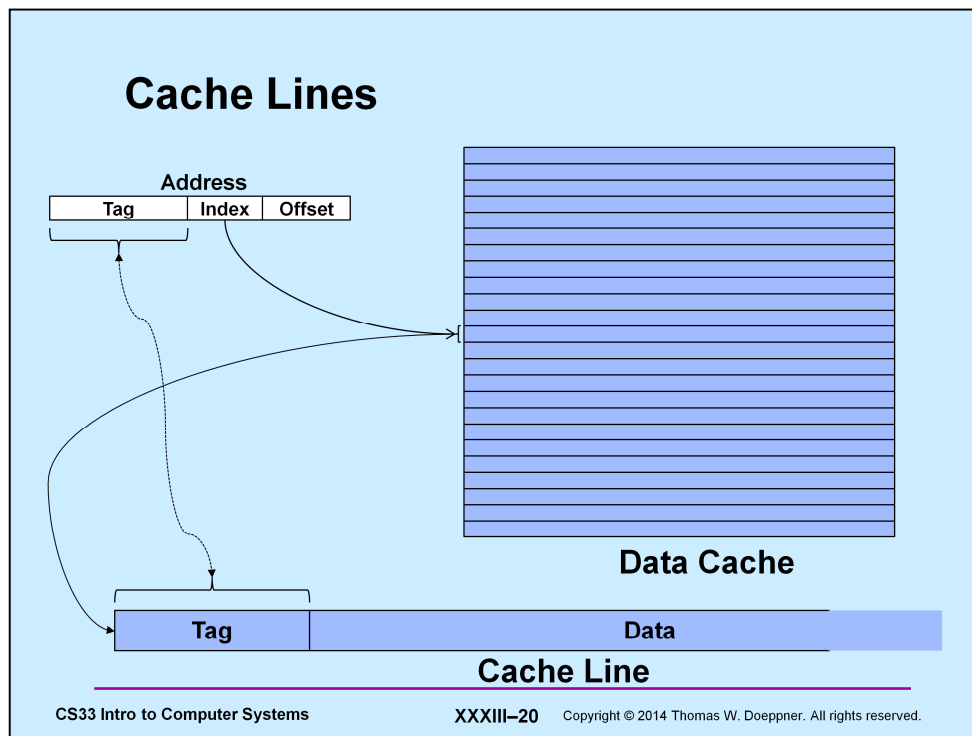 Cache Lines
Address
Tag Index Offset
Data Cache
Tag Data
Cache Line
CS33 Intro to Computer Systems XXXIII–20 Copyright © 2014 Thomas W. Doeppner. All rights reserved.